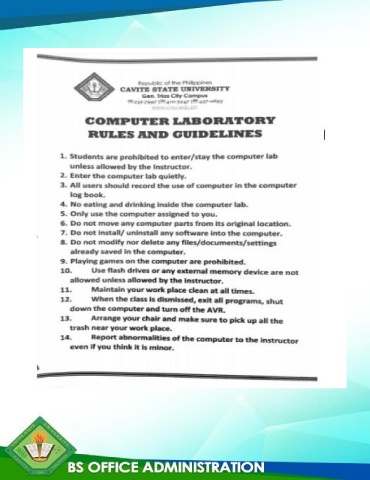 Republic of the Philippines
CAVITE STATE UNIVERSITY
Gen. Trias City Campus
COMPUTER LABORATORY
RULES AND GUIDELINES
1. Students are prohibited to enter/stay the computer lab
unless allowed by the Instructor.
2. Enter the computer lab quietly.
3. All users should record the use of computer in the computer
log book.
4. No eating and drinking inside the computer lab.
5. Only use the computer assigned to you.
6. Do not move any computer parts from its original location.
7. Do not install/ uninstall any software into the computer.
8. Do not modify nor delete any files/documents/settings
already saved in the computer.
9. Playing games on the computer are prohibited.
10. Use flash drives or any external memory device are not
allowed unless allowed by the instructor.
11. Maintain your work place clean at all times.
12. When the class is dismissed, exit all programs, shut
down the computer and turn off the AVR.
13. Arrange your chair and make sure to pick up all the
trash near your work place.
14. Report abnormalities of the computer to the instructor
even if you think it is minor.
BS OFFICE ADMINISTRATION